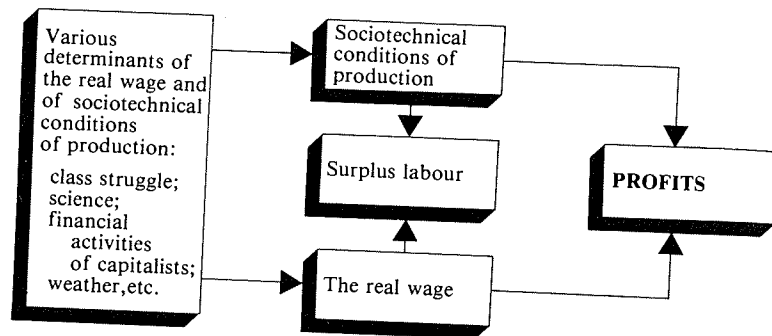 Various
determinants of
the real wage and
of sociotechnical
conditions
of production:
class struggle;
science;
financial
activities
of capitalists;
weather,etc.
Sociotechnical
conditions of
production
Surplus labour
The real wage
PROFITS